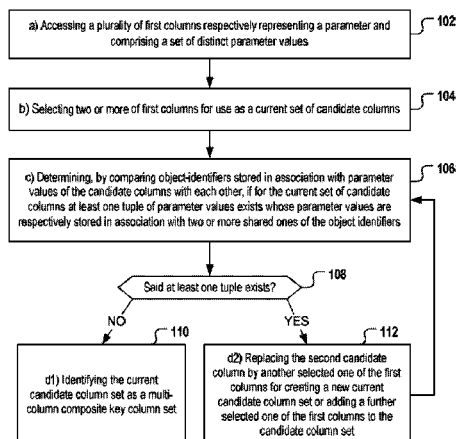 102
a) Accessing a plurality of first columns respectively representing a parameter and
comprising a set of distinct parameter values
104
b) Selecting two or more of first columns for use as a current set of candidate columns
106
c) Determining, by comparing object-identifiers stored in association with parameter
values of the candidate columns with each other, if for the current set of candidate
columns at least one tuple of parameter values exists whose parameter values are
respectively stored in association with two or more shared ones of the object identifiers
108
Said at least one tuple exists?
NO
YES
110
d1) Identifying the current
candidate column set as a multi-
column composite key column set
112
d2) Replacing the second candidate
column by another selected one of the
first columns for creating a new current
candidate column set or adding a further
selected one of the first columns to the
candidate column set